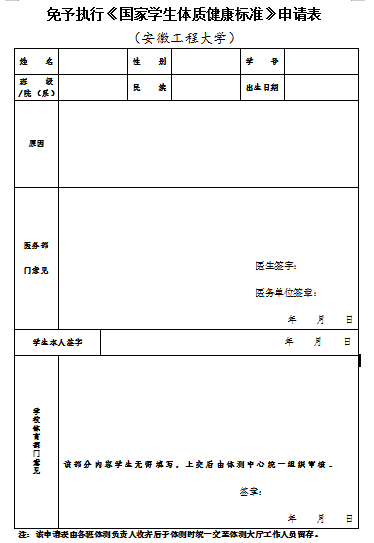 免予执行《国家学生体质健康标准》申请表
（安徽工程大学）
姓 名 性 别 学 号
班 级
/院（系） 民 族 出生日期
原因
医务部
门意见
医生签字：
医务单位签章：
年 月 日
学生本人签字 年 月 日
学校体育部门意见
该部分内容学生无需填写，上交后由体测中心统一组织审核。
签章：
年 月 日
注：该申请表由各班体测负责人收齐后于体测时统一交至体测大厅工作人员留存。